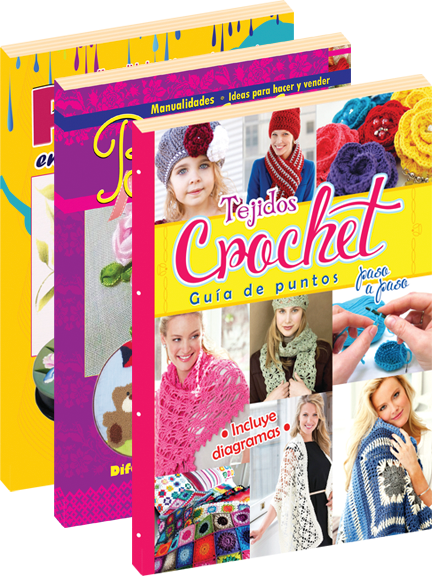 Manualidades • Ideas para hacer y vender
Tejidos
Crochet
Guía de puntos
paso
a paso
• Incluye
diagramas •